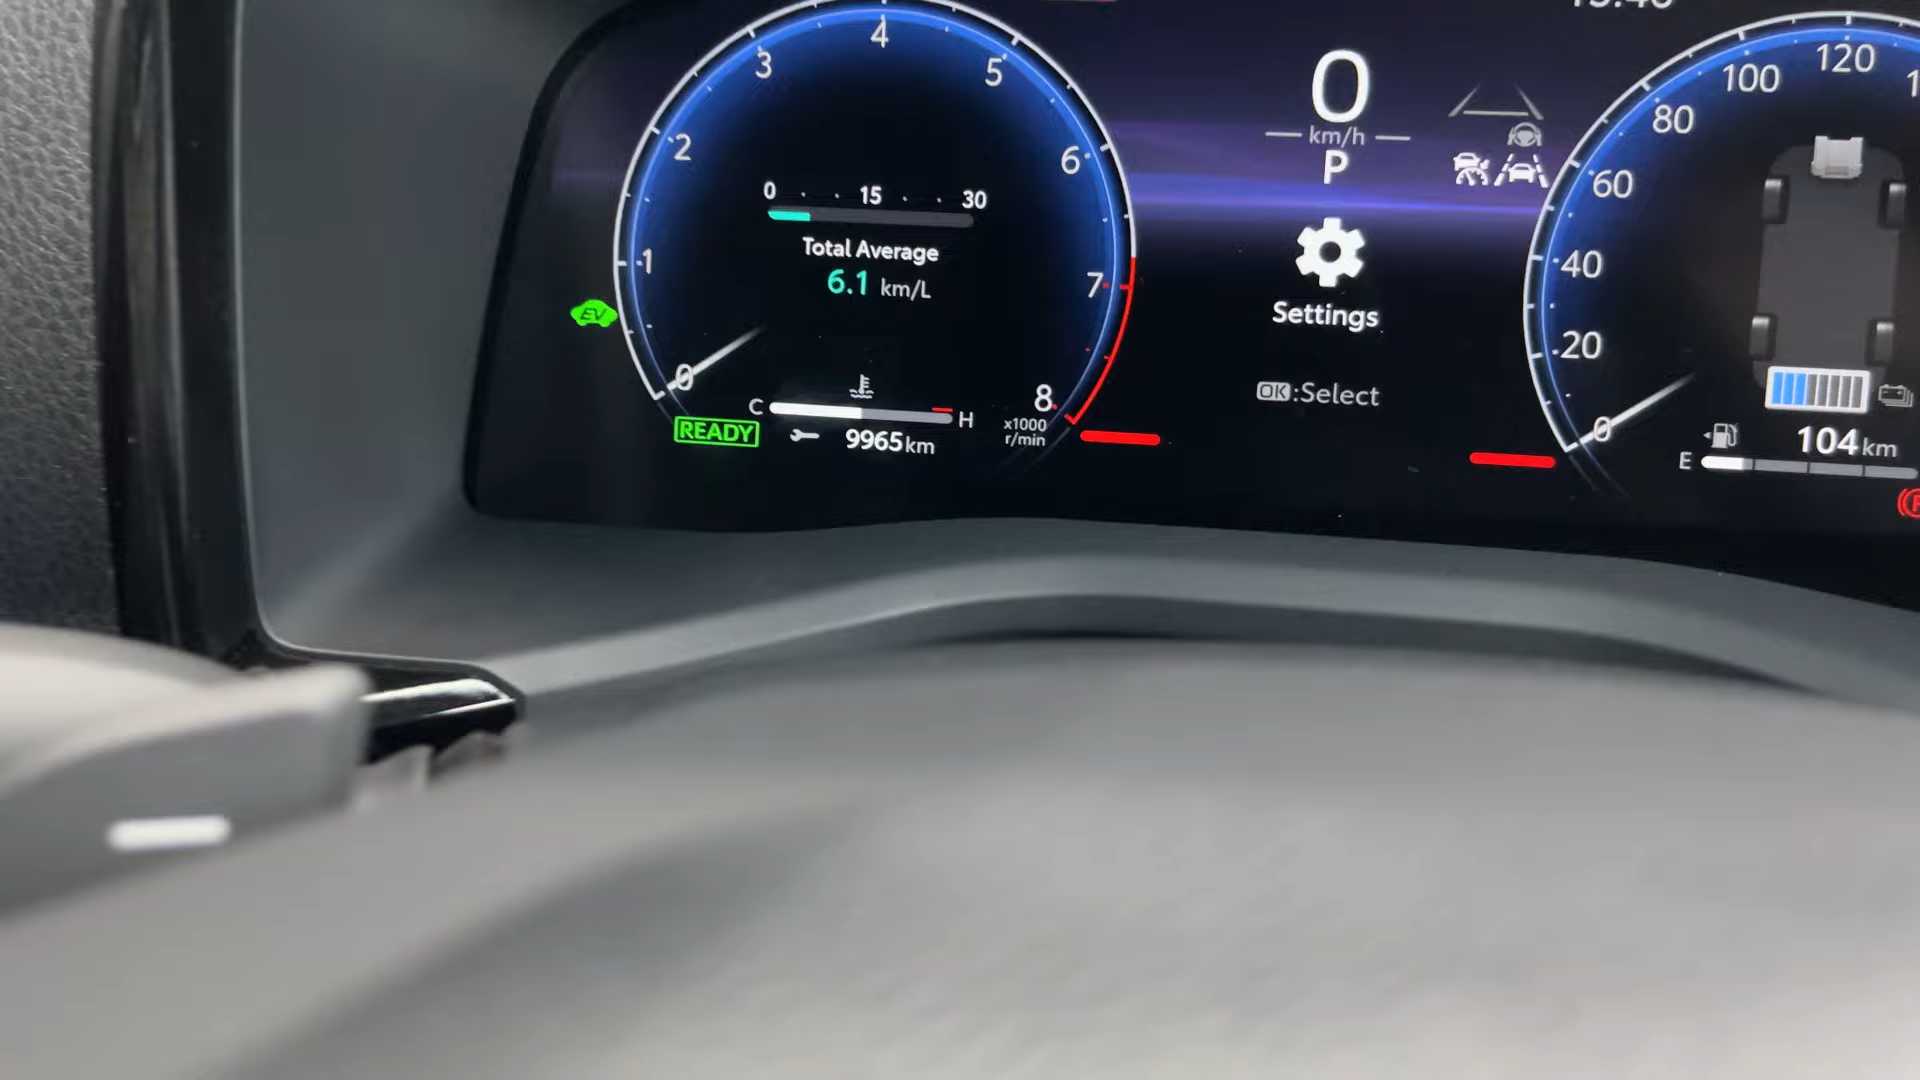 4
3
5
2
6
1
7
0
8
x1000
r/min
0 15 30
Total Average
6.1 km/L
EV
C H
READY
9965 km
0
km/h
P
Settings
OK:Select
120
100
80
60
40
20
0
104 km
E